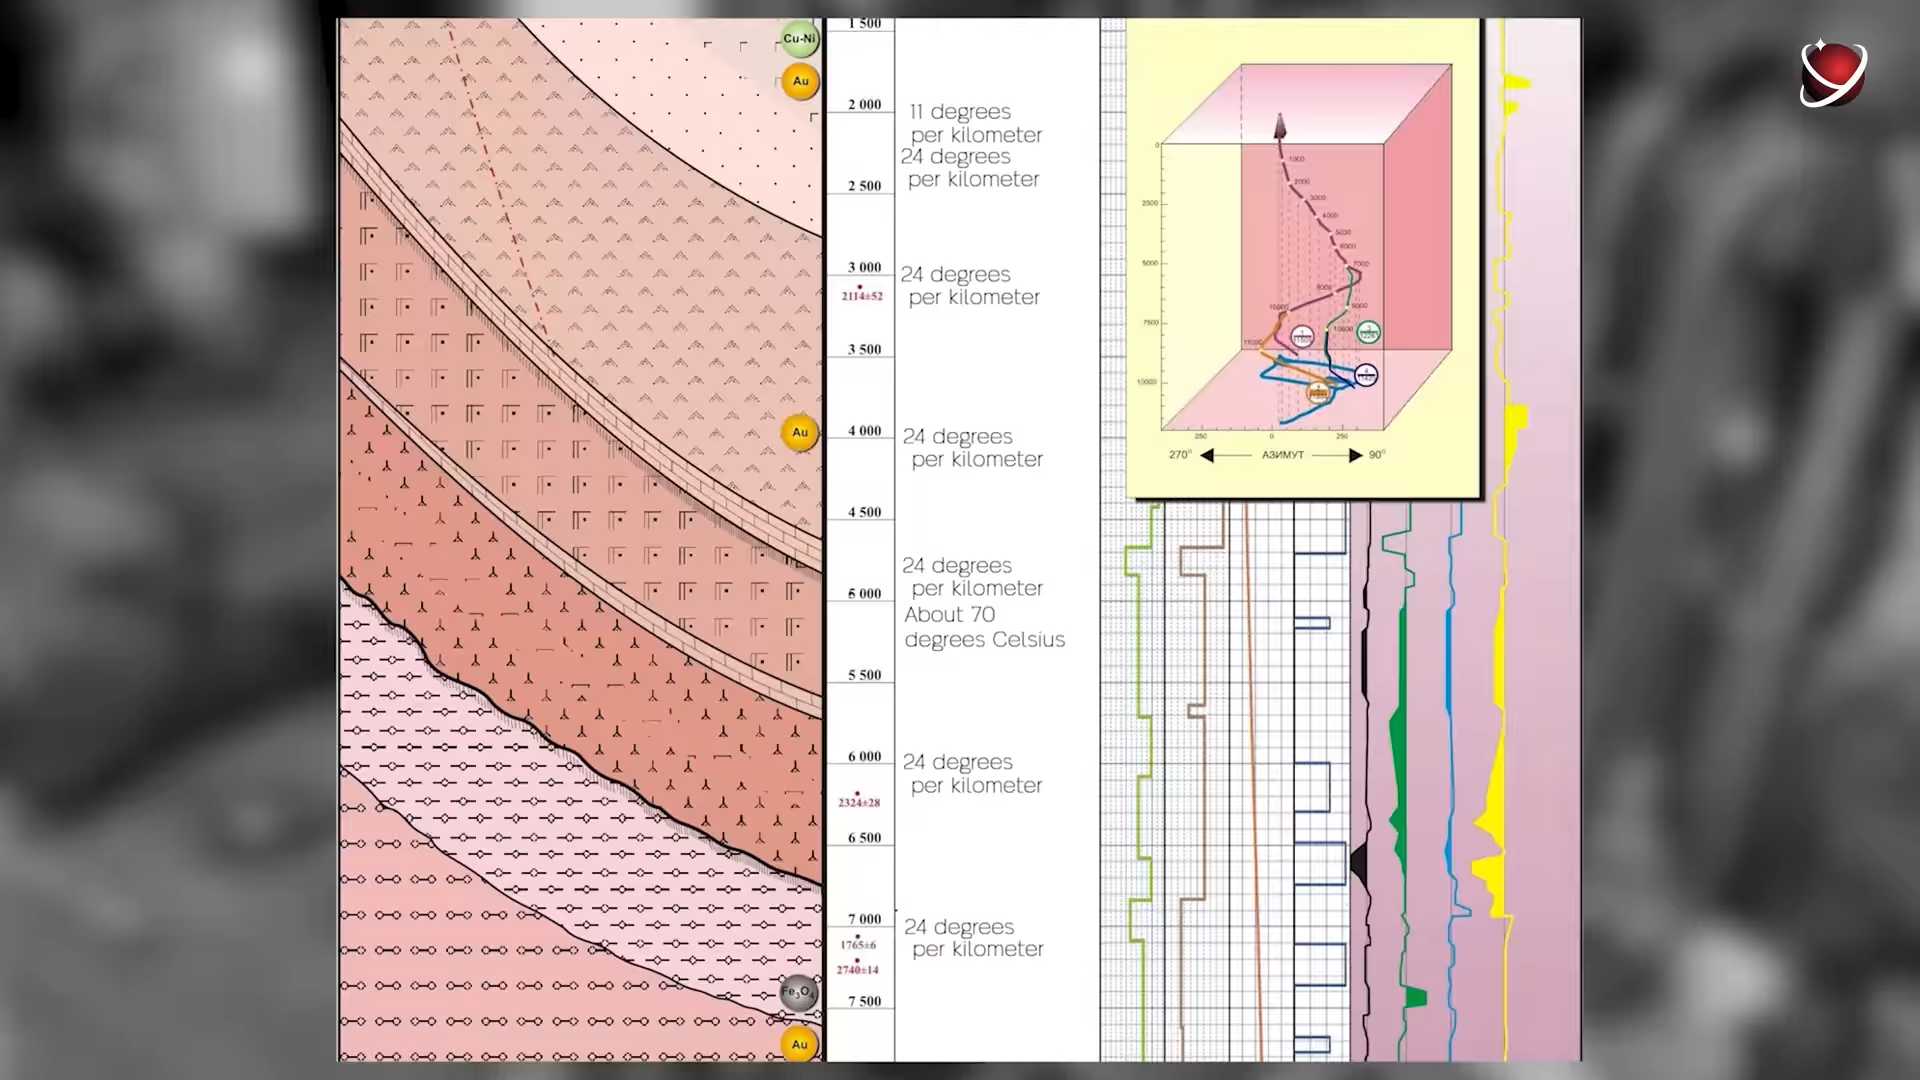 Cu-Ni
Au
1 500
2 000
2 500
3 000
2114±52
3 500
Au
4 000
4 500
5 000
5 500
6 000
2324±28
6 500
7 000
1765±6
2740±14
Fe3O4
7 500
Au
11 degrees
per kilometer
24 degrees
per kilometer
24 degrees
per kilometer
24 degrees
per kilometer
24 degrees
per kilometer
About 70
degrees Celsius
24 degrees
per kilometer
24 degrees
per kilometer
0
2500
5000
7500
10000
1000
2000
3000
4000
5000
6000
7000
9000
10000
11000
10000
250
0
250
270° АЗИМУТ 90°